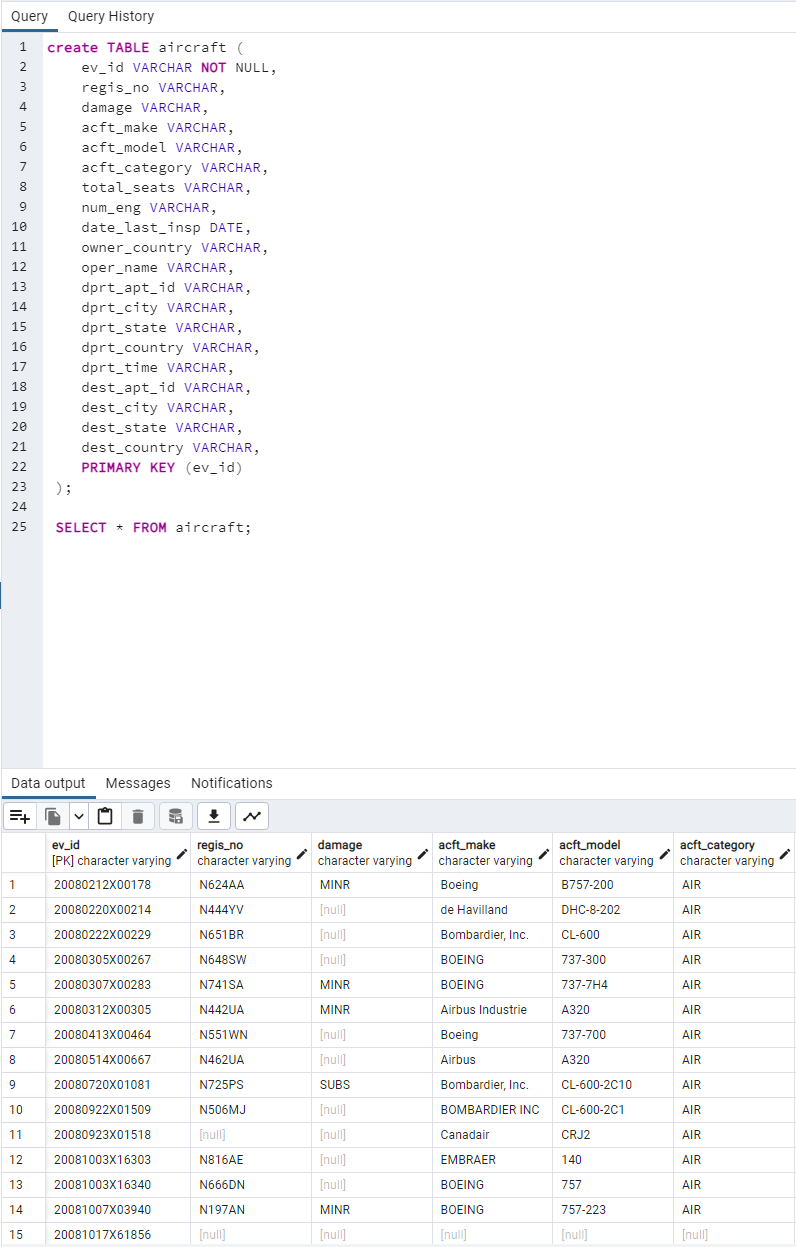 Query Query History
1 create TABLE aircraft (
2 ev_id VARCHAR NOT NULL,
3 regis_no VARCHAR,
4 damage VARCHAR,
5 acft_make VARCHAR,
6 acft_model VARCHAR,
7 acft_category VARCHAR,
8 total_seats VARCHAR,
9 num_eng VARCHAR,
10 date_last_insp DATE,
11 owner_country VARCHAR,
12 oper_name VARCHAR,
13 dprt_apt_id VARCHAR,
14 dprt_city VARCHAR,
15 dprt_state VARCHAR,
16 dprt_country VARCHAR,
17 dprt_time VARCHAR,
18 dest_apt_id VARCHAR,
19 dest_city VARCHAR,
20 dest_state VARCHAR,
21 dest_country VARCHAR,
22 PRIMARY KEY (ev_id)
23 );
24
25 SELECT * FROM aircraft;
Data output Messages Notifications
ev_id regis_no damage acft_make acft_model acft_category
[PK] character varying character varying character varying character varying character varying character varying
1 20080212X00178 N624AA MINR Boeing B757-200 AIR
2 20080220X00214 N444YV [null] de Havilland DHC-8-202 AIR
3 20080222X00229 N651BR [null] Bombardier, Inc. CL-600 AIR
4 20080305X00267 N648SW [null] BOEING 737-300 AIR
5 20080307X00283 N741SA MINR BOEING 737-7H4 AIR
6 20080312X00305 N442UA MINR Airbus Industrie A320 AIR
7 20080413X00464 N551WN [null] Boeing 737-700 AIR
8 20080514X00667 N462UA [null] Airbus A320 AIR
9 20080720X01081 N725PS SUBS Bombardier, Inc. CL-600-2C10 AIR
10 20080922X01509 N506MJ [null] BOMBARDIER INC CL-600-2C1 AIR
11 20080923X01518 [null] [null] Canadair CRJ2 AIR
12 20081003X16303 N816AE [null] EMBRAER 140 AIR
13 20081003X16340 N666DN [null] BOEING 757 AIR
14 20081007X03940 N197AN MINR BOEING 757-223 AIR
15 20081017X61856 [null] [null] [null] [null] [null]